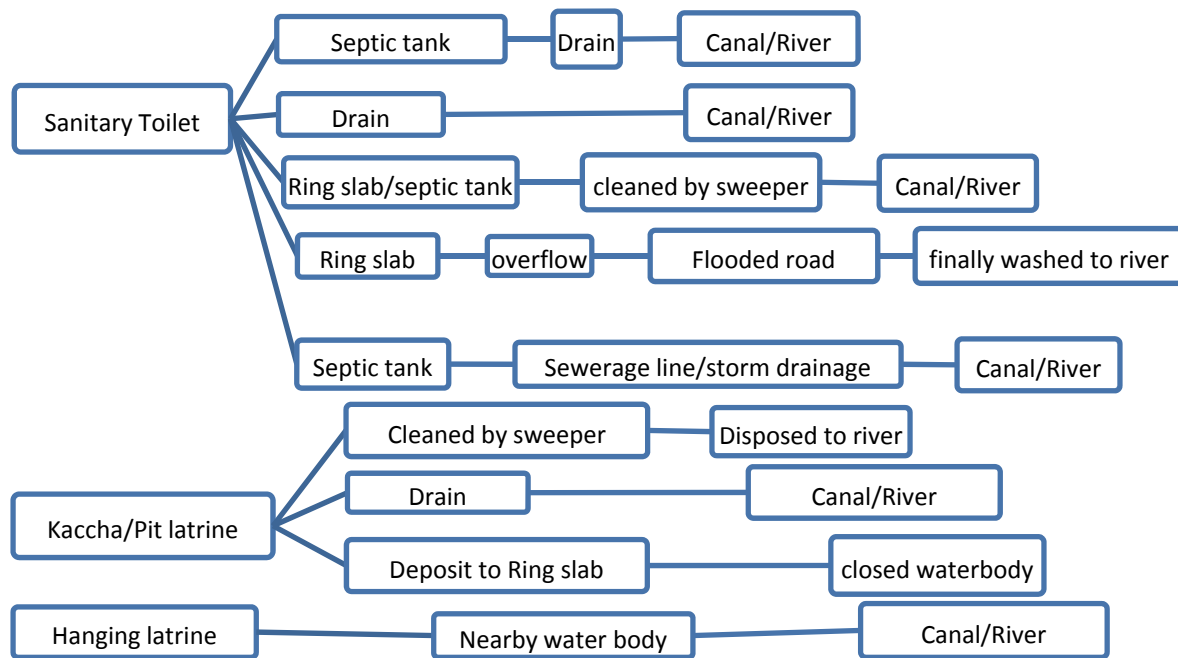 Septic tank
Drain
Canal/River
Sanitary Toilet
Drain
Canal/River
Ring slab/septic tank
cleaned by sweeper
Canal/River
Ring slab
overflow
Flooded road
finally washed to river
Septic tank
Sewerage line/storm drainage
Canal/River
Kaccha/Pit latrine
Cleaned by sweeper
Disposed to river
Drain
Canal/River
Deposit to Ring slab
closed waterbody
Hanging latrine
Nearby water body
Canal/River